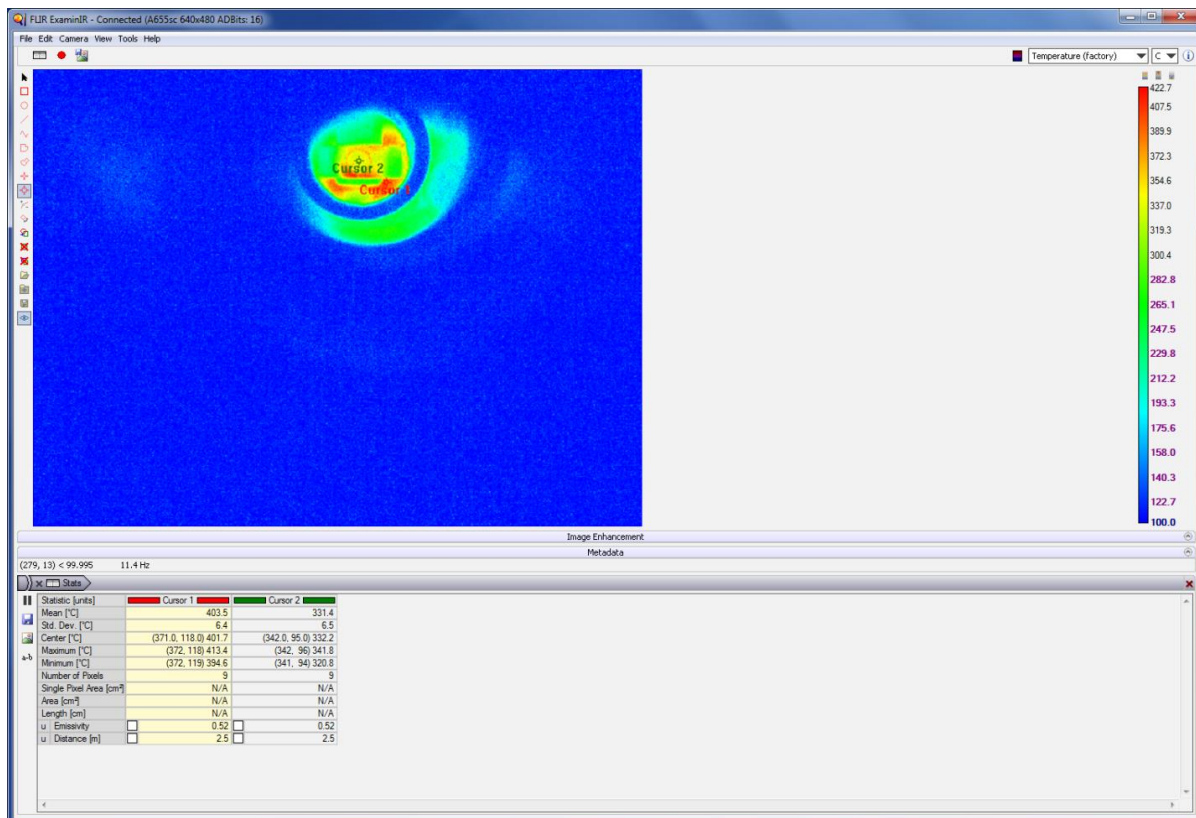 FLIR ExaminIR - Connected (A655sc 640x480 ADBits: 16)
File Edit Camera View Tools Help
Temperature (factory) C
Cursor 2
Cursor 1
422.7
407.5
389.9
372.3
354.6
337.0
319.3
300.4
282.8
265.1
247.5
229.8
212.2
193.3
175.6
158.0
140.3
122.7
100.0
Image Enhancement
Metadata
(279, 13) < 99.995 11.4 Hz
Stats
Statistic [units] Cursor 1 Cursor 2
Mean [°C] 403.5 331.4
Std. Dev. [°C] 6.4 6.5
Center [°C] (371.0, 118.0) 401.7 (342.0, 95.0) 332.2
Maximum [°C] (372, 118) 413.4 (342, 96) 341.8
Minimum [°C] (372, 119) 394.6 (341, 94) 320.8
Number of Pixels 9 9
Single Pixel Area [cm²] N/A N/A
Area [cm²] N/A N/A
Length [cm] N/A N/A
u Emissivity 0.52 0.52
u Distance [m] 2.5 2.5
a-b